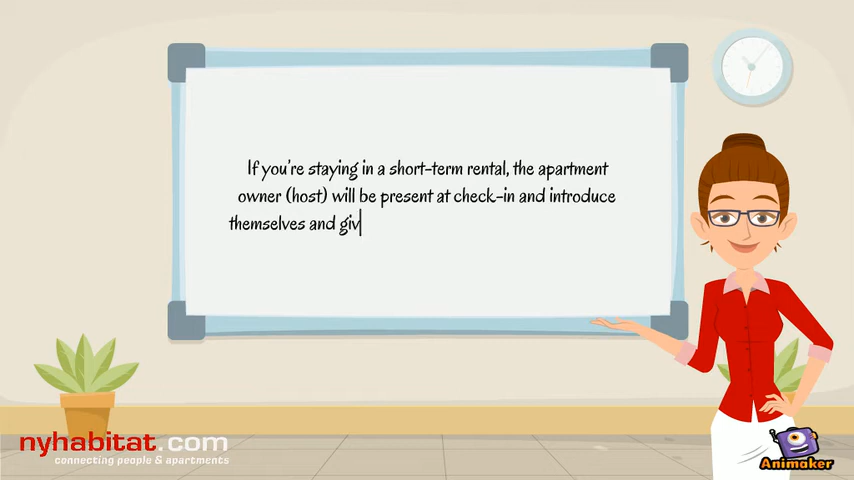 If you're staying in a short-term rental, the apartment
owner (host) will be present at check-in and introduce
themselves and giv
nyhabitat.com
connecting people & apartments
Animaker